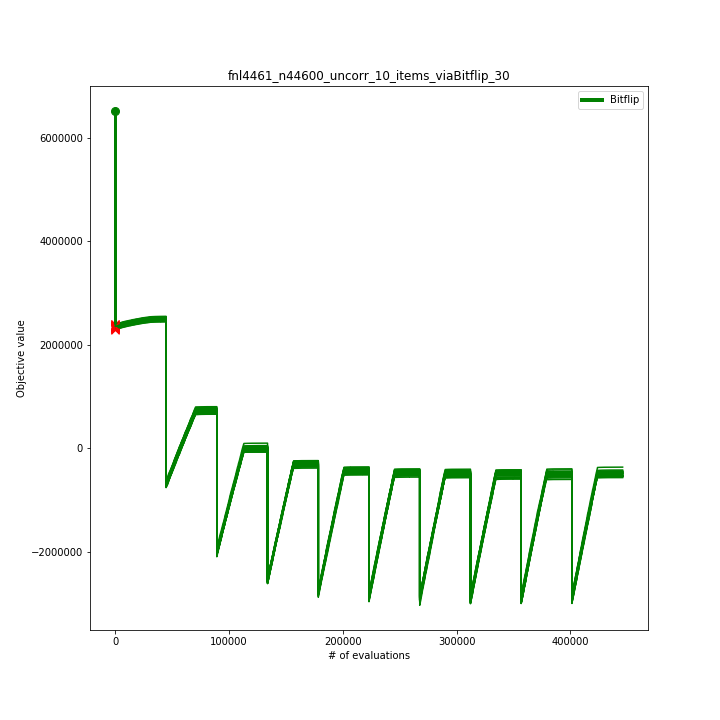 fnl4461_n44600_uncorr_10_items_viaBitflip_30
Bitflip
6000000
4000000
2000000
0
−2000000
Objective value
0
100000
200000
300000
400000
# of evaluations